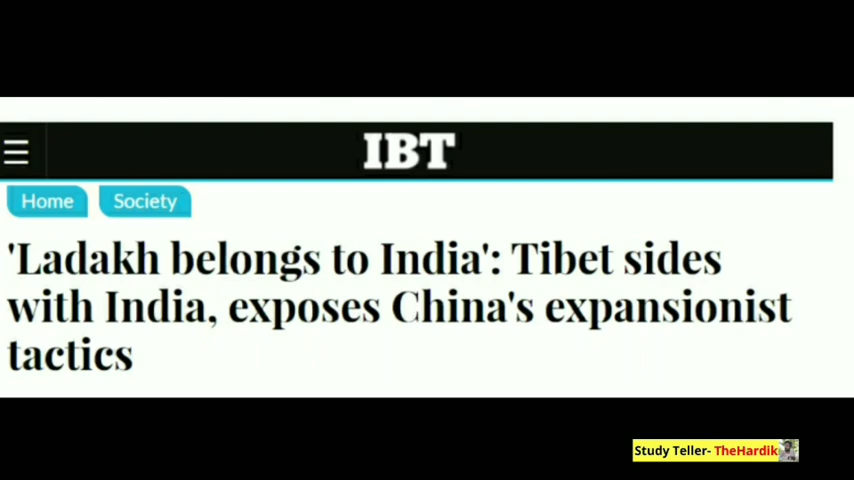 IBT
Home Society
'Ladakh belongs to India': Tibet sides
with India, exposes China's expansionist
tactics
Study Teller- TheHardik